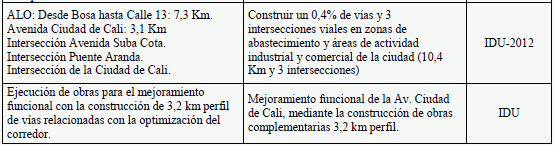 ALO: Desde Bosa hasta Calle 13: 7,3 Km.
Avenida Ciudad de Cali: 3,1 Km
Intersección Avenida Suba Cota.
Intersección Puente Aranda.
Intersección de la Ciudad de Cali.
Construir un 0,4% de vías y 3
intersecciones viales en zonas de
abastecimiento y áreas de actividad
industrial y comercial de la ciudad (10,4
Km y 3 intersecciones)
IDU-2012
Ejecución de obras para el mejoramiento
funcional con la construcción de 3,2 km perfil
de vías relacionadas con la optimización del
corredor.
Mejoramiento funcional de la Av. Ciudad
de Cali, mediante la construcción de obras
complementarias 3,2 km perfil.
IDU